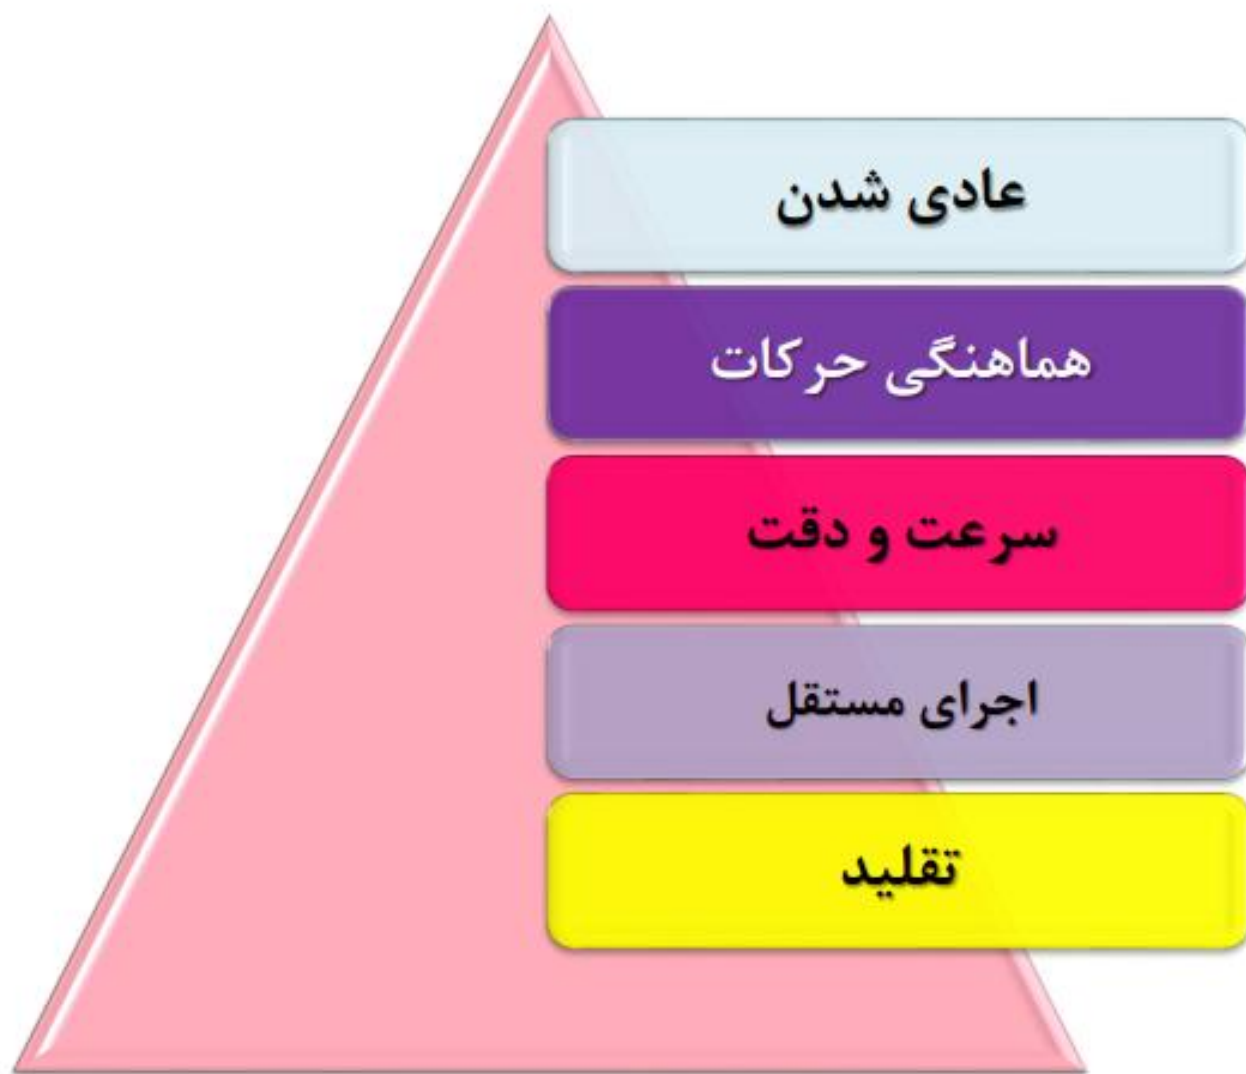 عادی شدن
هماهنگی حرکات
سرعت و دقت
اجرای مستقل
تقلید